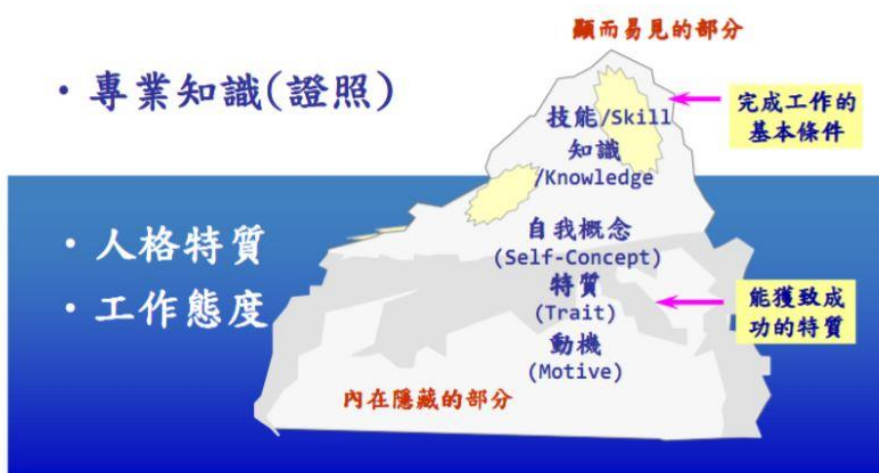 顯而易見的部分
• 專業知識(證照)
完成工作的
基本條件
技能/Skill
知識
/Knowledge
• 人格特質
• 工作態度
自我概念
(Self-Concept)
特質
(Trait)
動機
(Motive)
能獲致成
功的特質
內在隱藏的部分